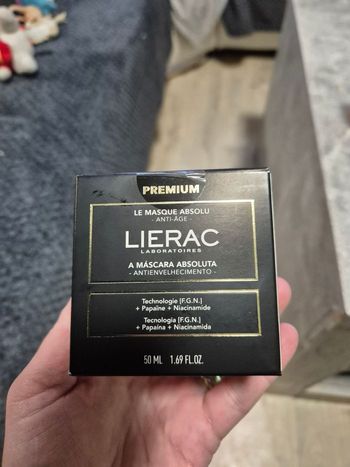 PREMIUM
LE MASQUE ABSOLU
- ANTI-ÂGE -
LIERAC
LABORATOIRES
A MÁSCARA ABSOLUTA
- ANTIENVELHECIMENTO -
Technologie [F.G.N.]
+ Papaïne + Niacinamide
Tecnologia [F.G.N.]
+ Papaína + Niacinamida
50 ML 1.69 FL.OZ.